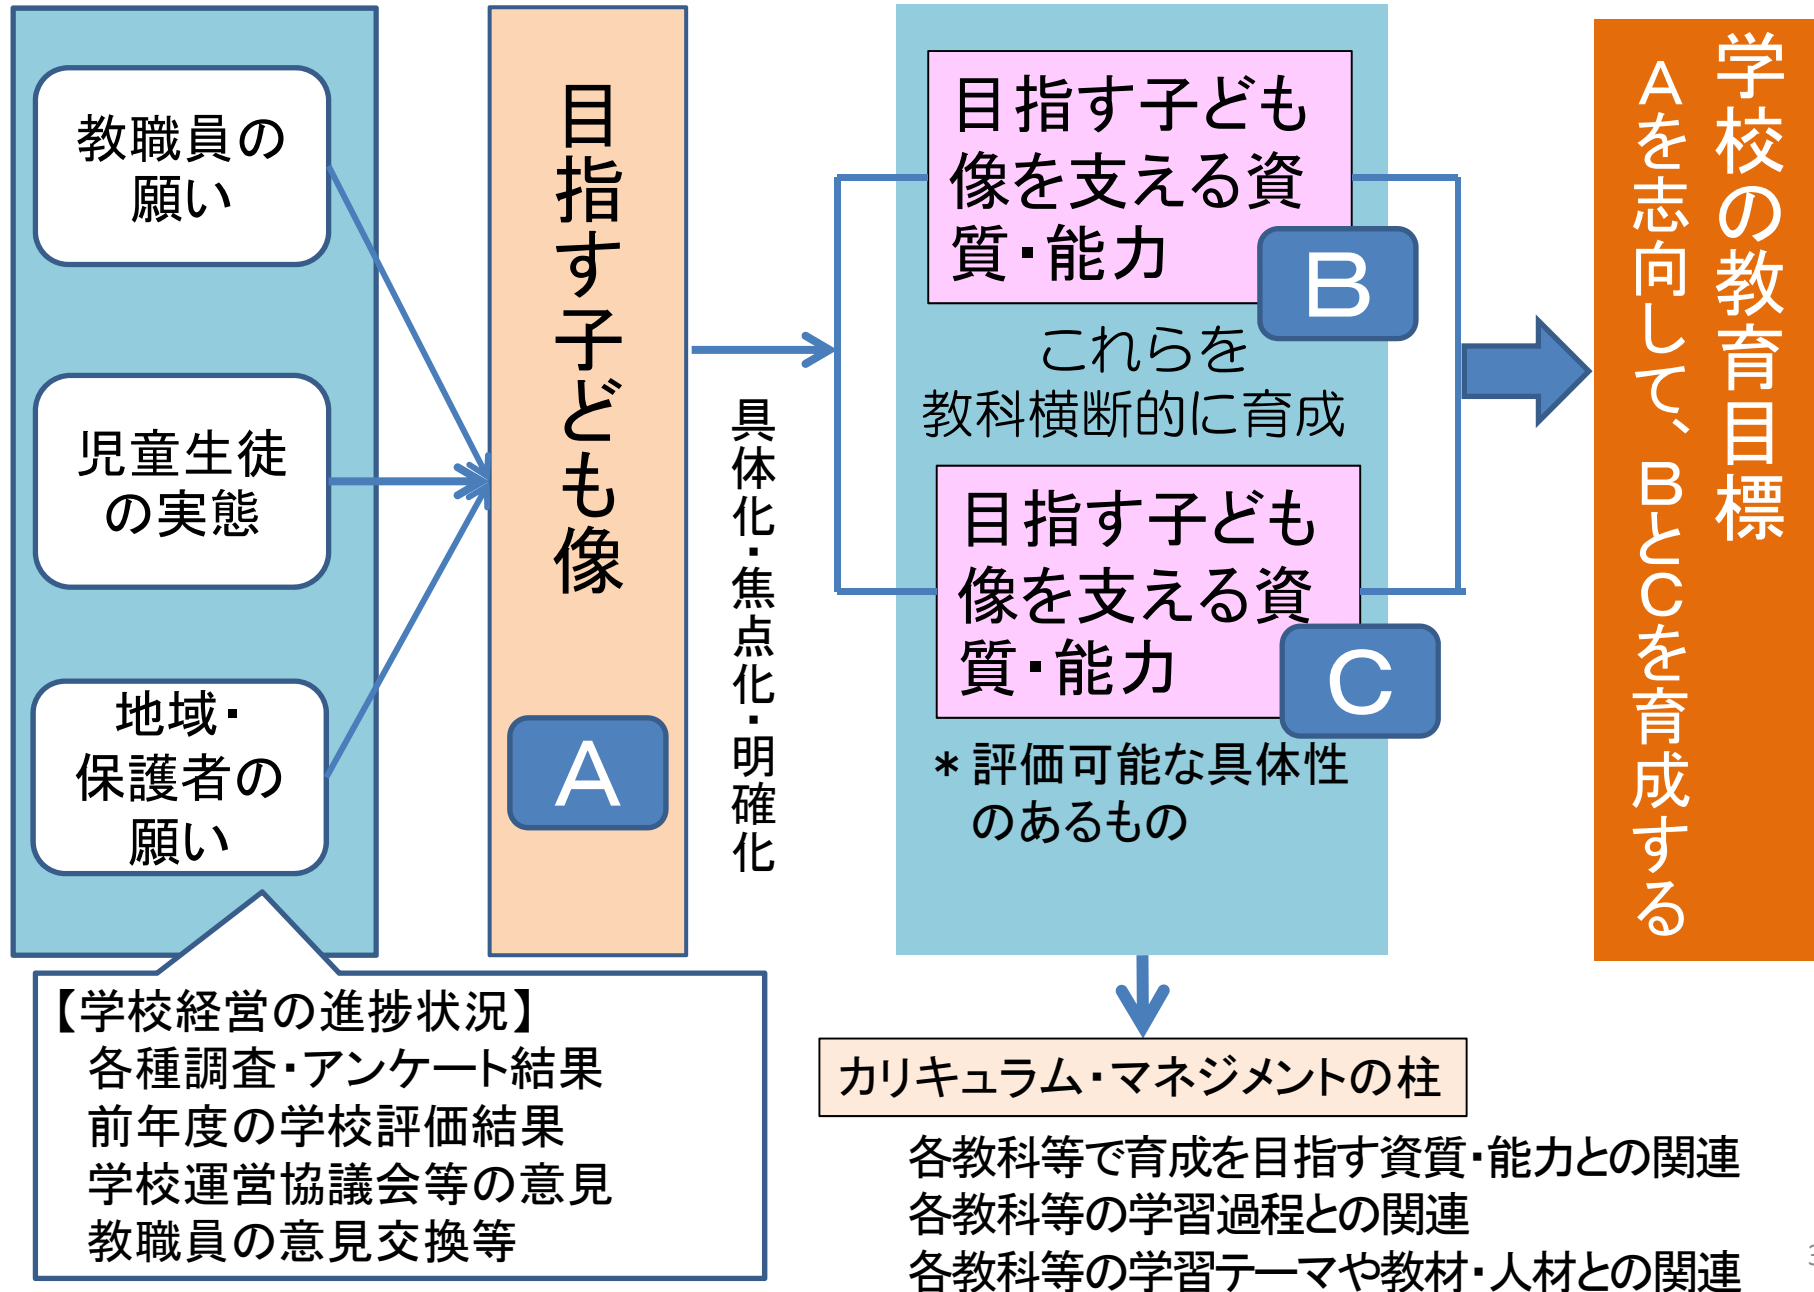 教職員の
願い
児童生徒
の実態
地域・
保護者の
願い
【学校経営の進捗状況】
各種調査・アンケート結果
前年度の学校評価結果
学校運営協議会等の意見
教職員の意見交換等
目指す子ども像
A
具体化・焦点化・明確化
目指す子ども
像を支える資
質・能力
B
これらを
教科横断的に育成
目指す子ども
像を支える資
質・能力
C
*評価可能な具体性
のあるもの
カリキュラム・マネジメントの柱
各教科等で育成を目指す資質・能力との関連
各教科等の学習過程との関連
各教科等の学習テーマや教材・人材との関連
学校の教育目標
Aを志向して、BとCを育成する